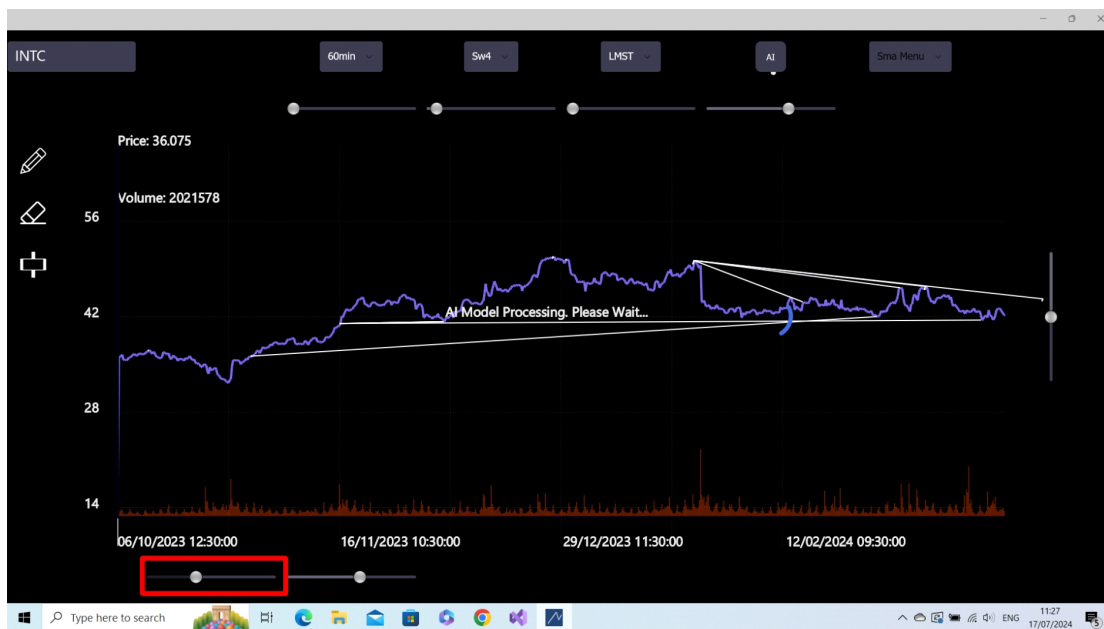 INTC
60min
Sw4
LMST
AI
Sma Menu
Price: 36.075
Volume: 2021578
56
42
28
14
AI Model Processing. Please Wait...
06/10/2023 12:30:00
16/11/2023 10:30:00
29/12/2023 11:30:00
12/02/2024 09:30:00
Type here to search
ENG
11:27
17/07/2024
5